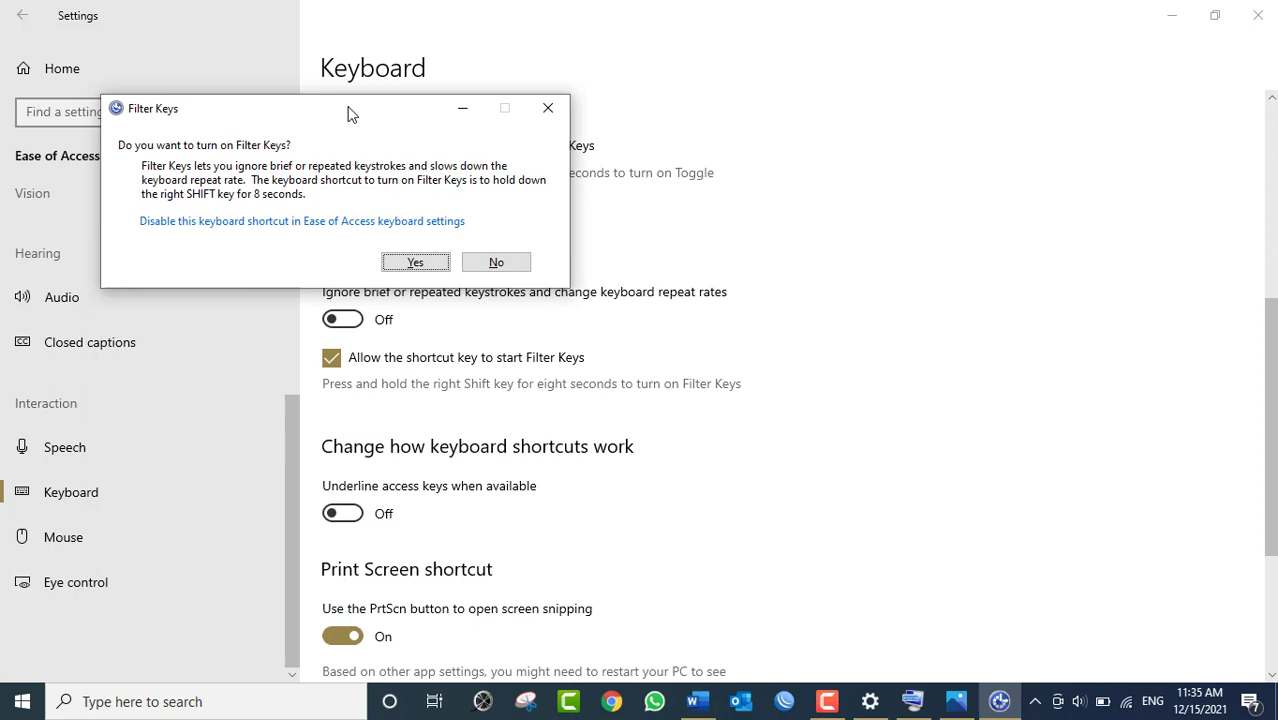 Settings
Home
Find a setting
Ease of Access
Vision
Hearing
Audio
Closed captions
Interaction
Speech
Keyboard
Mouse
Eye control
Keyboard
Filter Keys
Do you want to turn on Filter Keys?
Filter Keys lets you ignore brief or repeated keystrokes and slows down the
keyboard repeat rate. The keyboard shortcut to turn on Filter Keys is to hold down
the right SHIFT key for 8 seconds.
Disable this keyboard shortcut in Ease of Access keyboard settings
Yes
No
Keys
econds to turn on Toggle
Ignore brief or repeated keystrokes and change keyboard repeat rates
Off
Allow the shortcut key to start Filter Keys
Press and hold the right Shift key for eight seconds to turn on Filter Keys
Change how keyboard shortcuts work
Underline access keys when available
Off
Print Screen shortcut
Use the PrtScn button to open screen snipping
On
Based on other app settings, you might need to restart your PC to see
Type here to search
ENG
11:35 AM
12/15/2021
7